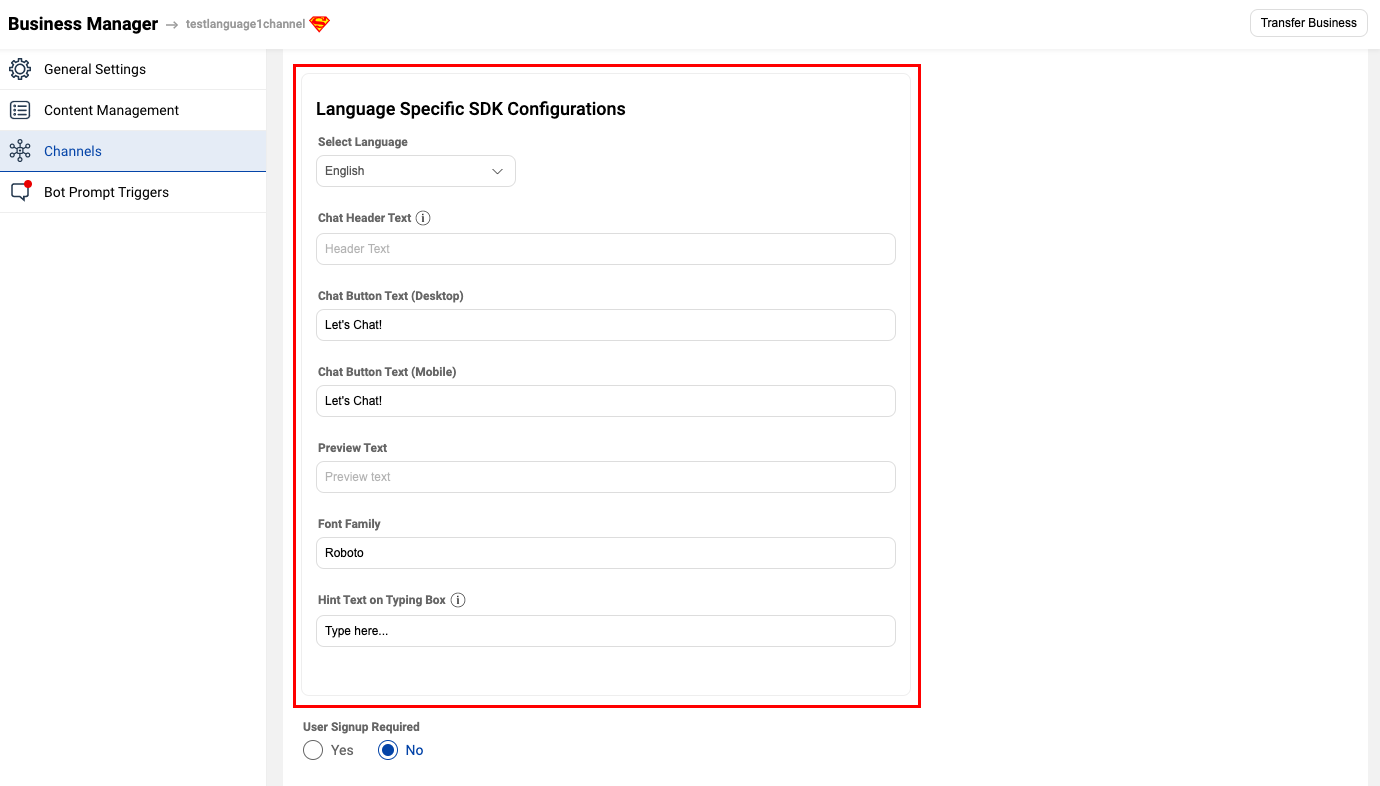 Business Manager → testlanguage1channel
Transfer Business
General Settings
Content Management
Channels
Bot Prompt Triggers
Language Specific SDK Configurations
Select Language
English
Chat Header Text
Header Text
Chat Button Text (Desktop)
Let's Chat!
Chat Button Text (Mobile)
Let's Chat!
Preview Text
Preview text
Font Family
Roboto
Hint Text on Typing Box
Type here...
User Signup Required
Yes No